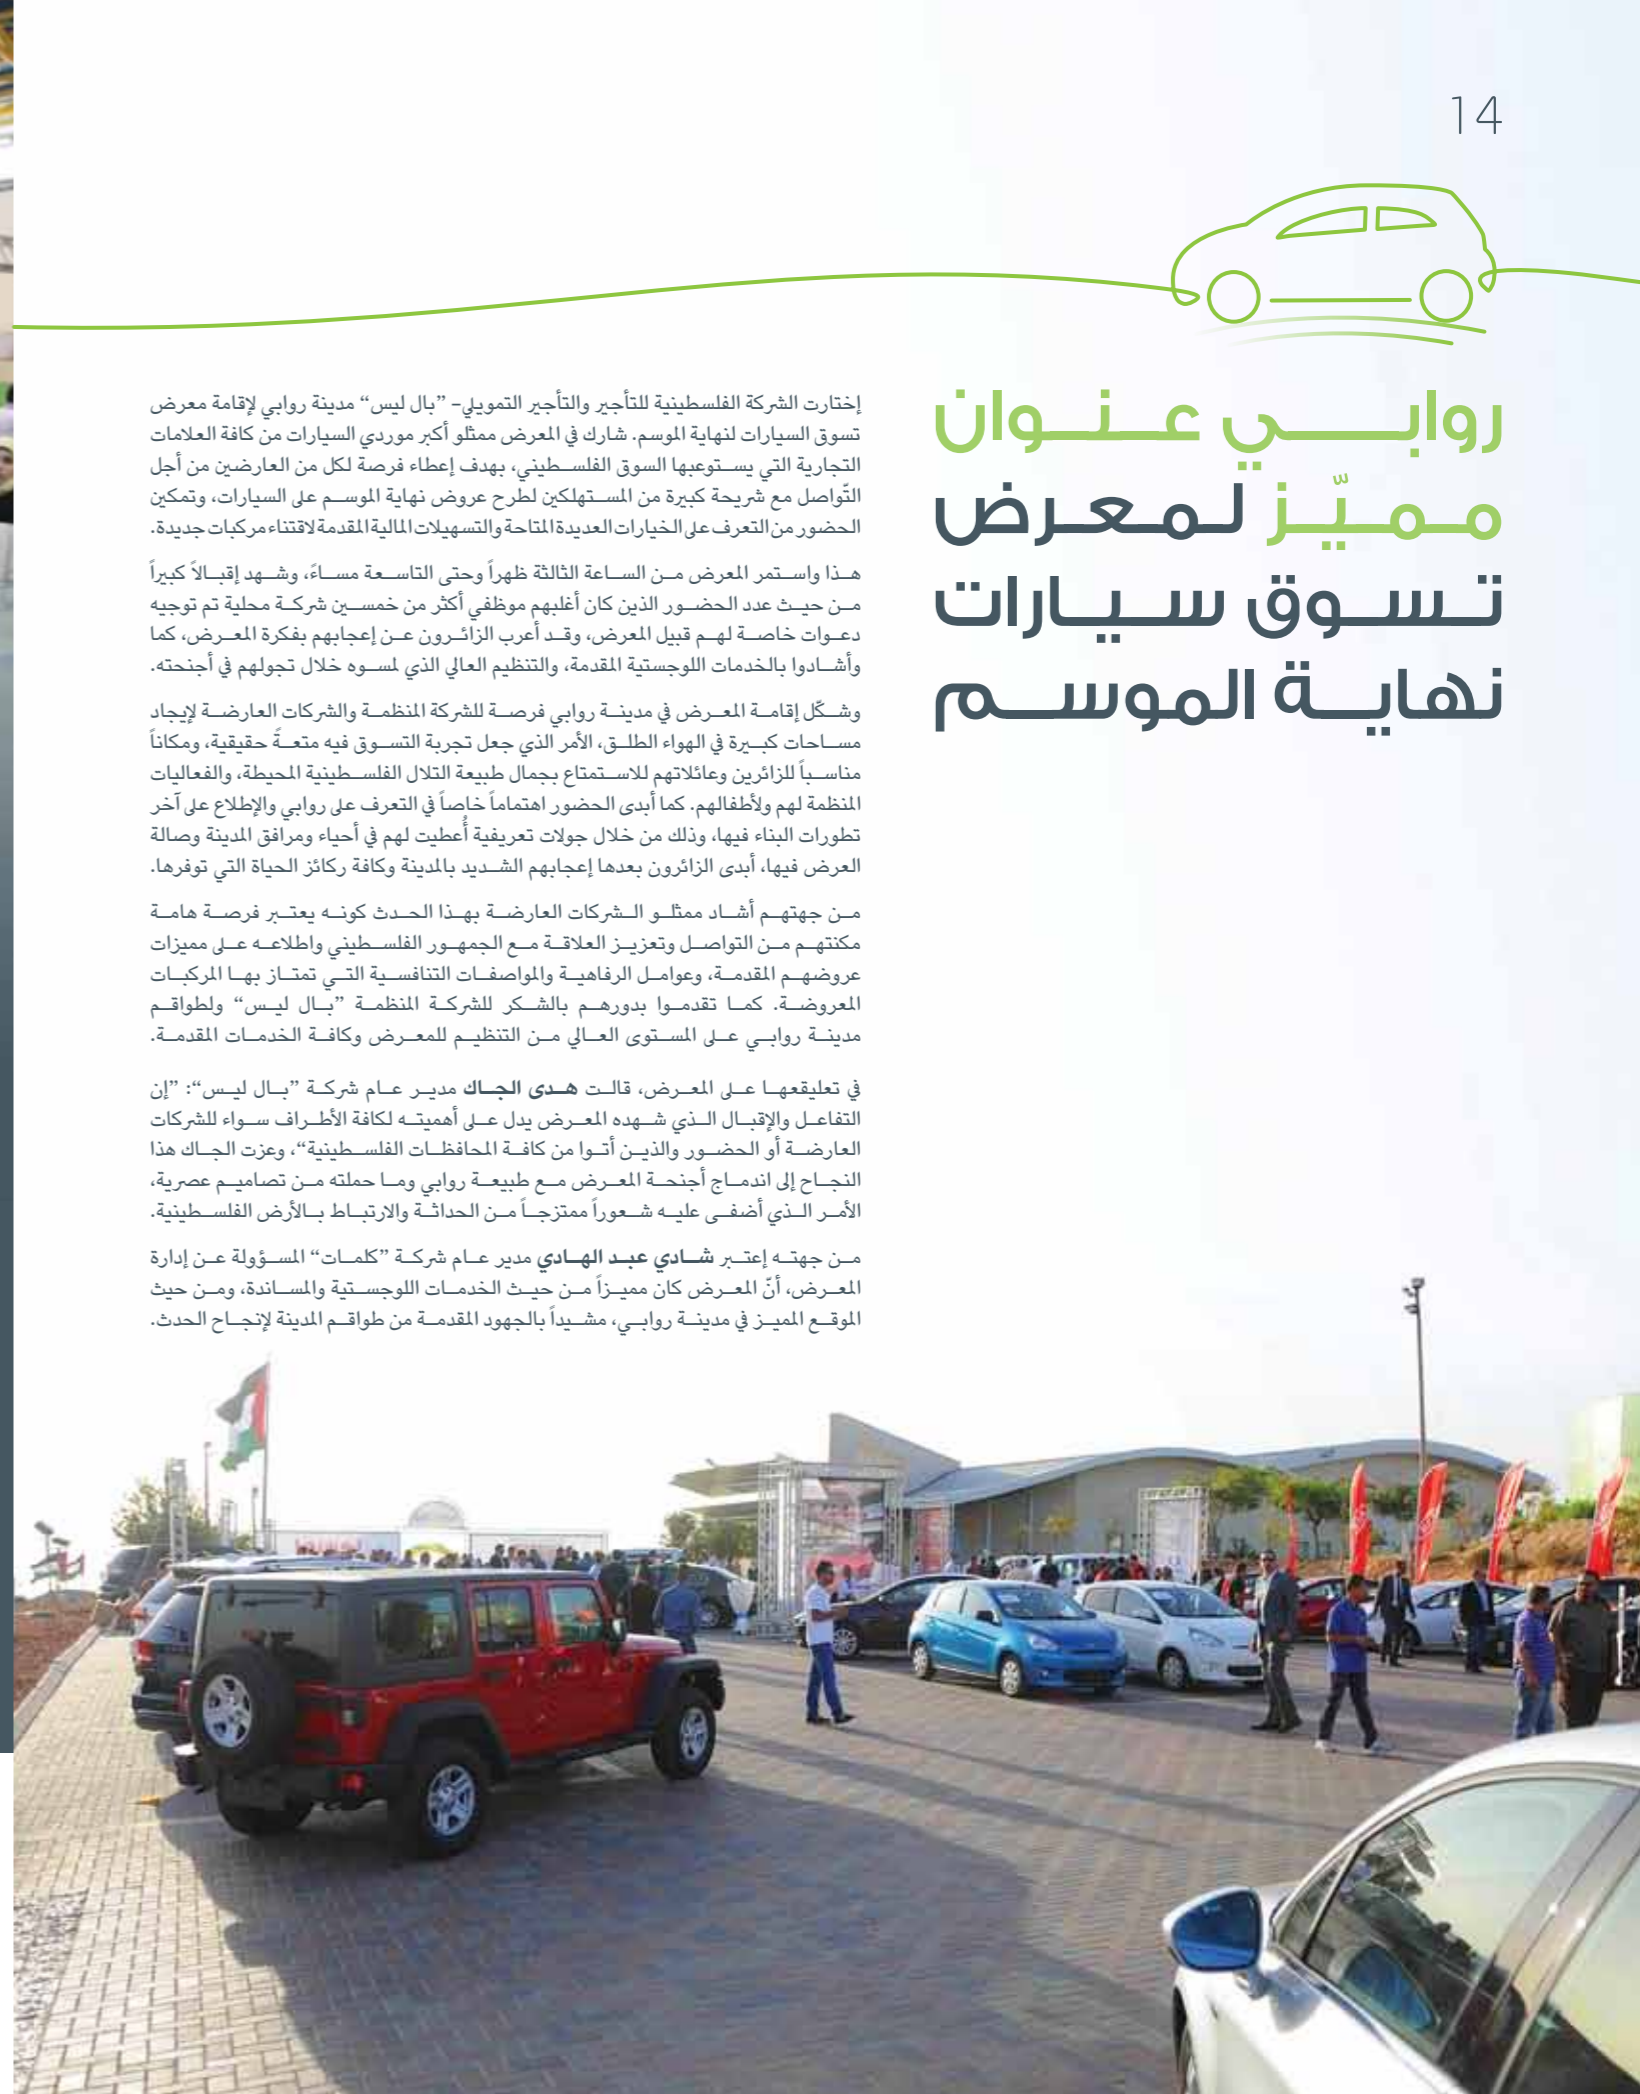 14
روابي عنوان
مميّز لمعرض
تسوق سيارات
نهاية الموسم
إختارت الشركة الفلسطينية للتأجير والتأجير التمويلي- ”بال ليس“ مدينة روابي لإقامة معرض
تسوق السيارات لنهاية الموسم. شارك في المعرض ممثلو أكبر موردي السيارات من كافة العلامات
التجارية التي يستوعبها السوق الفلسطيني، بهدف إعطاء فرصة لكل من العارضين من أجل
التّواصل مع شريحة كبيرة من المستهلكين لطرح عروض نهاية الموسم على السيارات، وتمكين
الحضور من التعرف على الخيارات العديدة المتاحة والتسهيلات المالية المقدمة لاقتناء مركبات جديدة.
هذا واستمر المعرض من الساعة الثالثة ظهراً وحتى التاسعة مساءً، وشهد إقبالاً كبيراً
من حيث عدد الحضور الذين كان أغلبهم موظفي أكثر من خمسين شركة محلية تم توجيه
دعوات خاصة لهم قبيل المعرض، وقد أعرب الزائرون عن إعجابهم بفكرة المعرض، كما
وأشادوا بالخدمات اللوجستية المقدمة، والتنظيم العالي الذي لمسوه خلال تجولهم في أجنحته.
وشكّل إقامة المعرض في مدينة روابي فرصة للشركة المنظمة والشركات العارضة لإيجاد
مساحات كبيرة في الهواء الطلق، الأمر الذي جعل تجربة التسوق فيه متعةً حقيقية، ومكاناً
مناسباً للزائرين وعائلاتهم للاستمتاع بجمال طبيعة التلال الفلسطينية المحيطة، والفعاليات
المنظمة لهم ولأطفالهم. كما أبدى الحضور اهتماماً خاصاً في التعرف على روابي والإطلاع على آخر
تطورات البناء فيها، وذلك من خلال جولات تعريفية أُعطيت لهم في أحياء ومرافق المدينة وصالة
العرض فيها، أبدى الزائرون بعدها إعجابهم الشديد بالمدينة وكافة ركائز الحياة التي توفرها.
من جهتهم أشاد ممثلو الشركات العارضة بهذا الحدث كونه يعتبر فرصة هامة
مكنتهم من التواصل وتعزيز العلاقة مع الجمهور الفلسطيني واطلاعه على مميزات
عروضهم المقدمة، وعوامل الرفاهية والمواصفات التنافسية التي تمتاز بها المركبات
المعروضة. كما تقدموا بدورهم بالشكر للشركة المنظمة ”بال ليس“ ولطواقم
مدينة روابي على المستوى العالي من التنظيم للمعرض وكافة الخدمات المقدمة.
في تعليقعها على المعرض، قالت هدى الجاك مدير عام شركة ”بال ليس“: ”إن
التفاعل والإقبال الذي شهده المعرض يدل على أهميته لكافة الأطراف سواء للشركات
العارضة أو الحضور والذين أتوا من كافة المحافظات الفلسطينية“، وعزت الجاك هذا
النجاح إلى اندماج أجنحة المعرض مع طبيعة روابي وما حملته من تصاميم عصرية،
الأمر الذي أضفى عليه شعوراً ممتزجاً من الحداثة والارتباط بالأرض الفلسطينية.
من جهته إعتبر شادي عبد الهادي مدير عام شركة ”كلمات“ المسؤولة عن إدارة
المعرض، أنّ المعرض كان مميزاً من حيث الخدمات اللوجستية والمساندة، ومن حيث
الموقع المميز في مدينة روابي، مشيداً بالجهود المقدمة من طواقم المدينة لإنجاح الحدث.